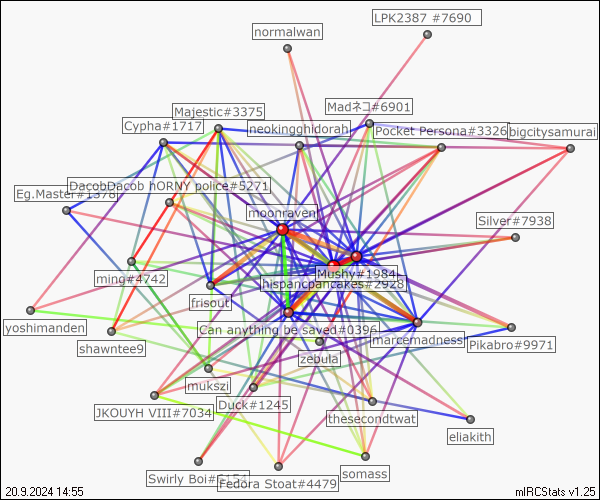 LPK2387 #7690
normalwan
Madネコ#6901
Majestic#3375
Cypha#1717
neokingghidorah
Pocket Persona#3326
bigcitysamurai
DacobDacob hORNY police#5271
Eg.Master#1378
moonraven
Silver#7938
Mushy#1984
ming#4742
hispancpancakes#2928
frisout
yoshimanden
Can anything be saved#0396
marcemadness
shawntee9
Pikabro#9971
zebula
mukszi
JKOUYH VIII#7034
Duck#1245
thesecondtwat
eliakith
somass
Swirly Boi
Fedora Stoat#4479
20.9.2024 14:55
mIRCStats v1.25